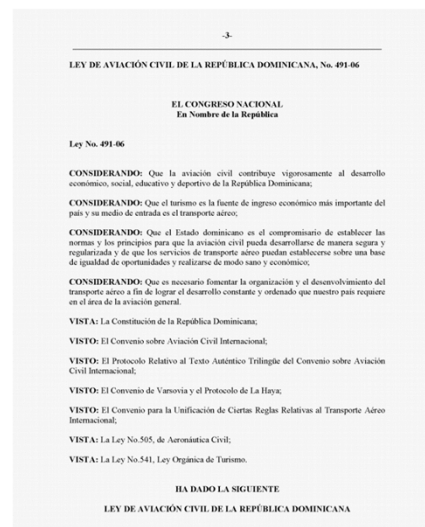 -3-
LEY DE AVIACIÓN CIVIL DE LA REPÚBLICA DOMINICANA, No. 491-06
EL CONGRESO NACIONAL
En Nombre de la República
Ley No. 491-06
CONSIDERANDO: Que la aviación civil contribuye vigorosamente al desarrollo
económico, social, educativo y deportivo de la República Dominicana;
CONSIDERANDO: Que el turismo es la fuente de ingreso económico más importante del
país y su medio de entrada es el transporte aéreo;
CONSIDERANDO: Que el Estado dominicano es el compromisario de establecer las
normas y los principios para que la aviación civil pueda desarrollarse de manera segura y
regularizada y de que los servicios de transporte aéreo puedan establecerse sobre una base
de igualdad de oportunidades y realizarse de modo sano y económico;
CONSIDERANDO: Que es necesario fomentar la organización y el desenvolvimiento del
transporte aéreo a fin de lograr el desarrollo constante y ordenado que nuestro país requiere
en el área de la aviación general.
VISTA: La Constitución de la República Dominicana;
VISTO: El Convenio sobre Aviación Civil Internacional;
VISTO: El Protocolo Relativo al Texto Auténtico Trilingüe del Convenio sobre Aviación
Civil Internacional;
VISTO: El Convenio de Varsovia y el Protocolo de La Haya;
VISTO: El Convenio para la Unificación de Ciertas Reglas Relativas al Transporte Aéreo
Internacional;
VISTA: La Ley No.505, de Aeronáutica Civil;
VISTA: La Ley No.541, Ley Orgánica de Turismo.
HA DADO LA SIGUIENTE
LEY DE AVIACIÓN CIVIL DE LA REPÚBLICA DOMINICANA